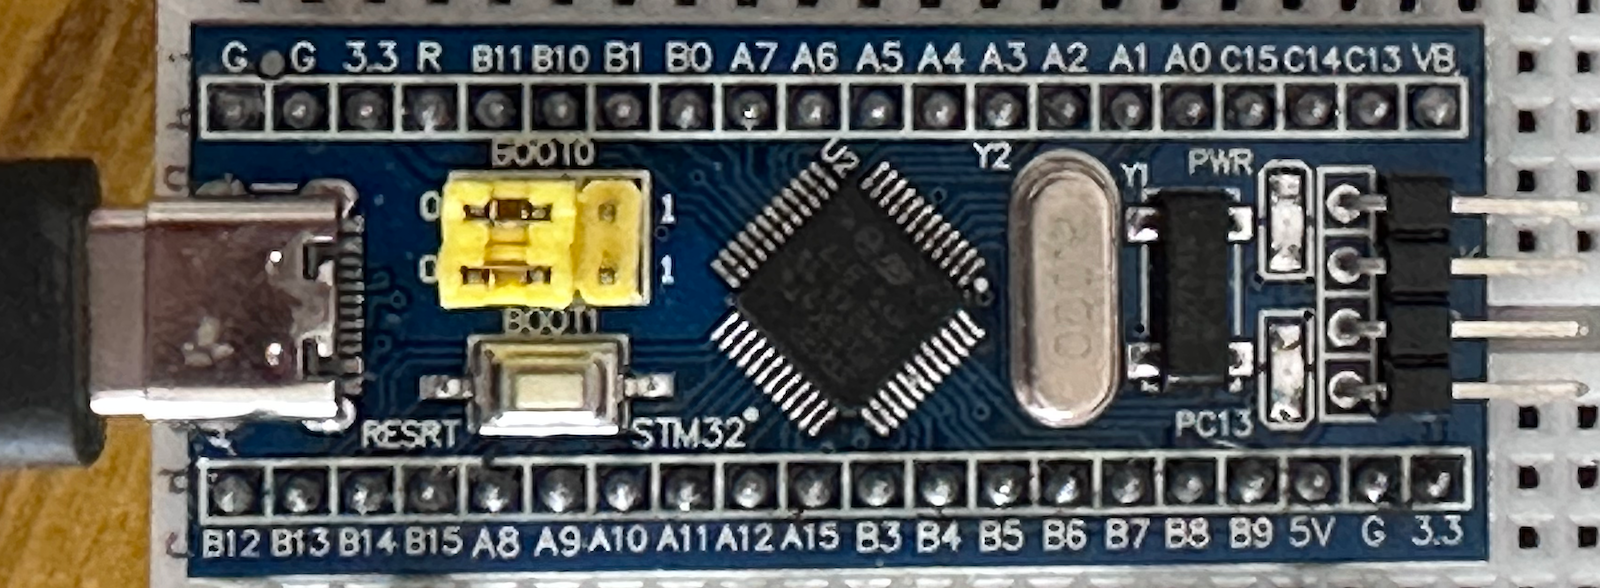 G G 3.3 R B11 B10 B1 B0 A7 A6 A5 A4 A3 A2 A1 A0 C15 C14 C13 VB
BOOT0
U2
Y2
Y1
PWR
0 1
0 1
BOOT1
RESRT
STM32
PC13
B12 B13 B14 B15 A8 A9 A10 A11 A12 A15 B3 B4 B5 B6 B7 B8 B9 5V G 3.3